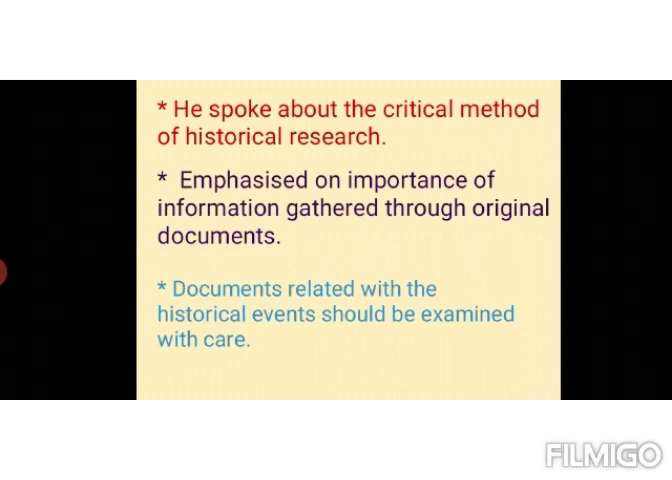 * He spoke about the critical method
of historical research.
* Emphasised on importance of
information gathered through original
documents.
* Documents related with the
historical events should be examined
with care.
FILMIGO